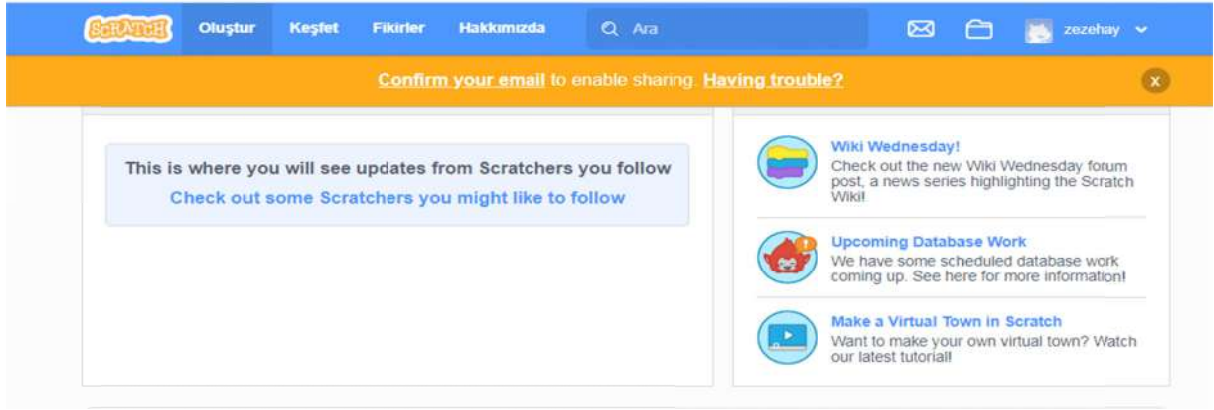 SCRATCH Oluştur Keşfet Fikirler Hakkımızda Ara zezehay
Confirm your email to enable sharing. Having trouble? x
This is where you will see updates from Scratchers you follow
Check out some Scratchers you might like to follow
Wiki Wednesday!
Check out the new Wiki Wednesday forum
post, a news series highlighting the Scratch
Wiki!
Upcoming Database Work
We have some scheduled database work
coming up. See here for more information!
Make a Virtual Town in Scratch
Want to make your own virtual town? Watch
our latest tutorial!